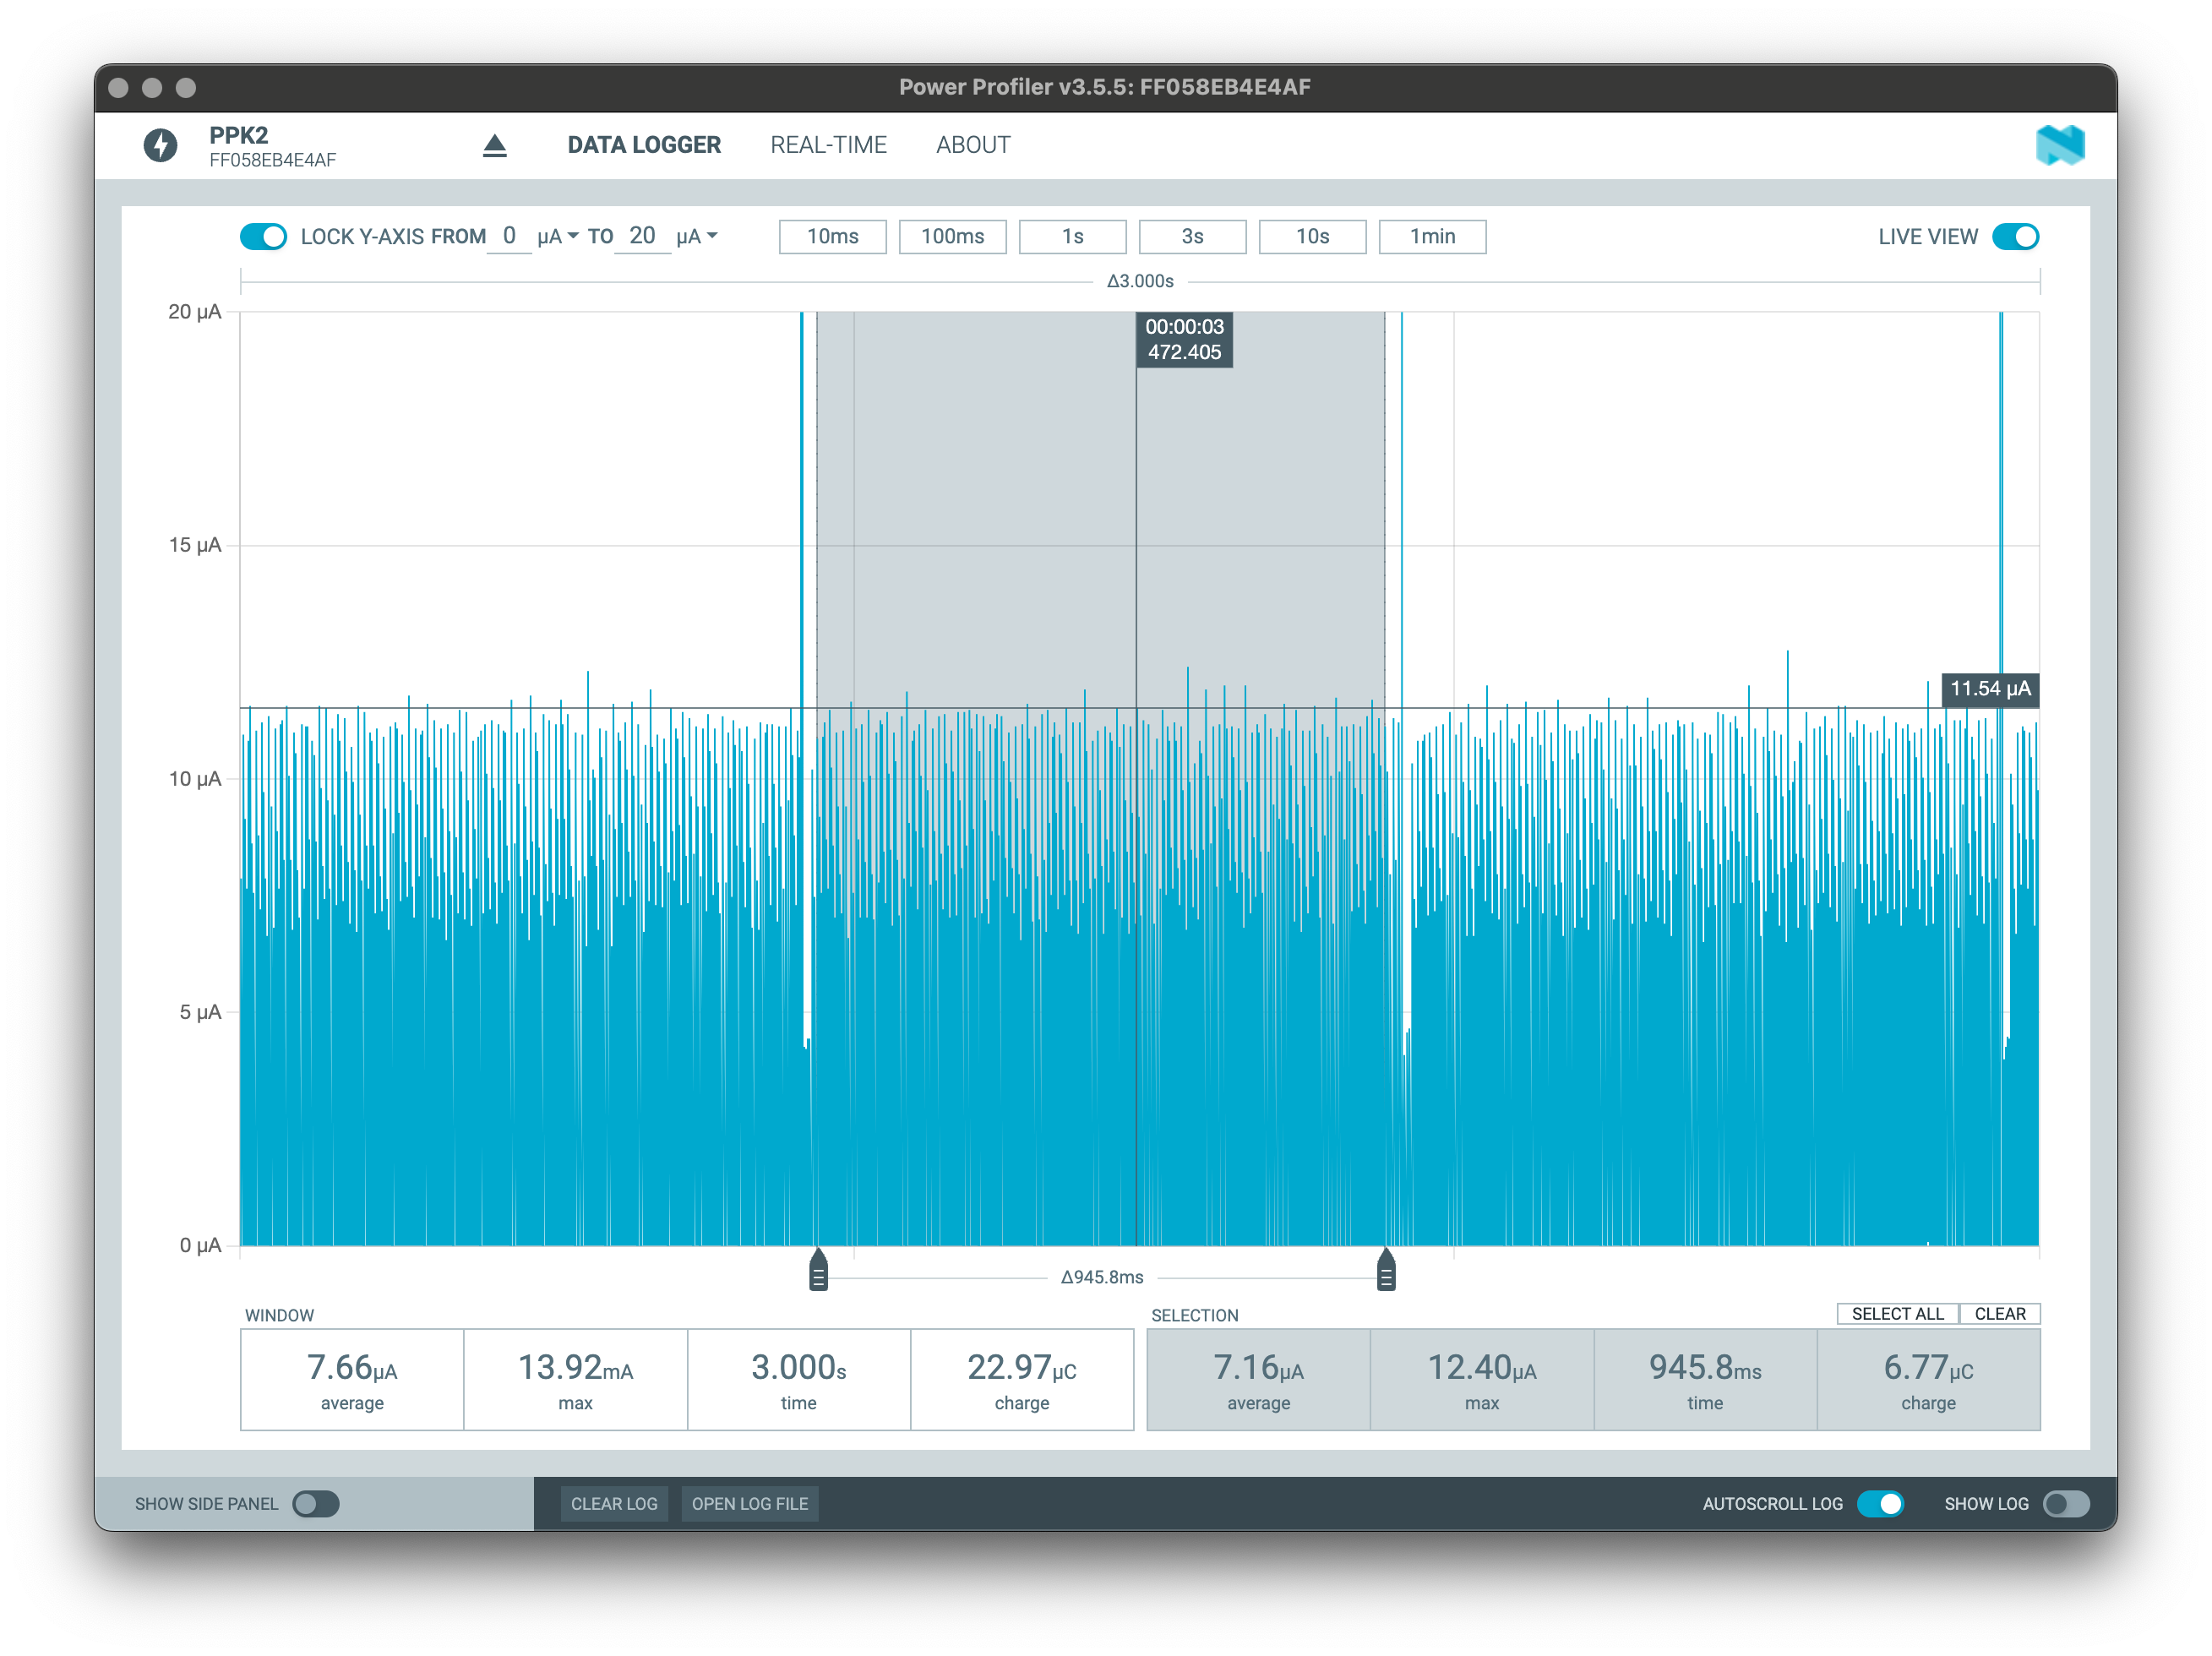 Power Profiler v3.5.5: FF058EB4E4AF
PPK2
FF058EB4E4AF
DATA LOGGER
REAL-TIME
ABOUT
LOCK Y-AXIS FROM 0 µA TO 20 µA
10ms
100ms
1s
3s
10s
1min
LIVE VIEW
Δ3.000s
20 µA
15 µA
10 µA
5 µA
0 µA
00:00:03
472.405
11.54 µA
Δ945.8ms
WINDOW
7.66µA
average
13.92mA
max
3.000s
time
22.97µC
charge
SELECTION
SELECT ALL
CLEAR
7.16µA
average
12.40µA
max
945.8ms
time
6.77µC
charge
SHOW SIDE PANEL
CLEAR LOG
OPEN LOG FILE
AUTOSCROLL LOG
SHOW LOG